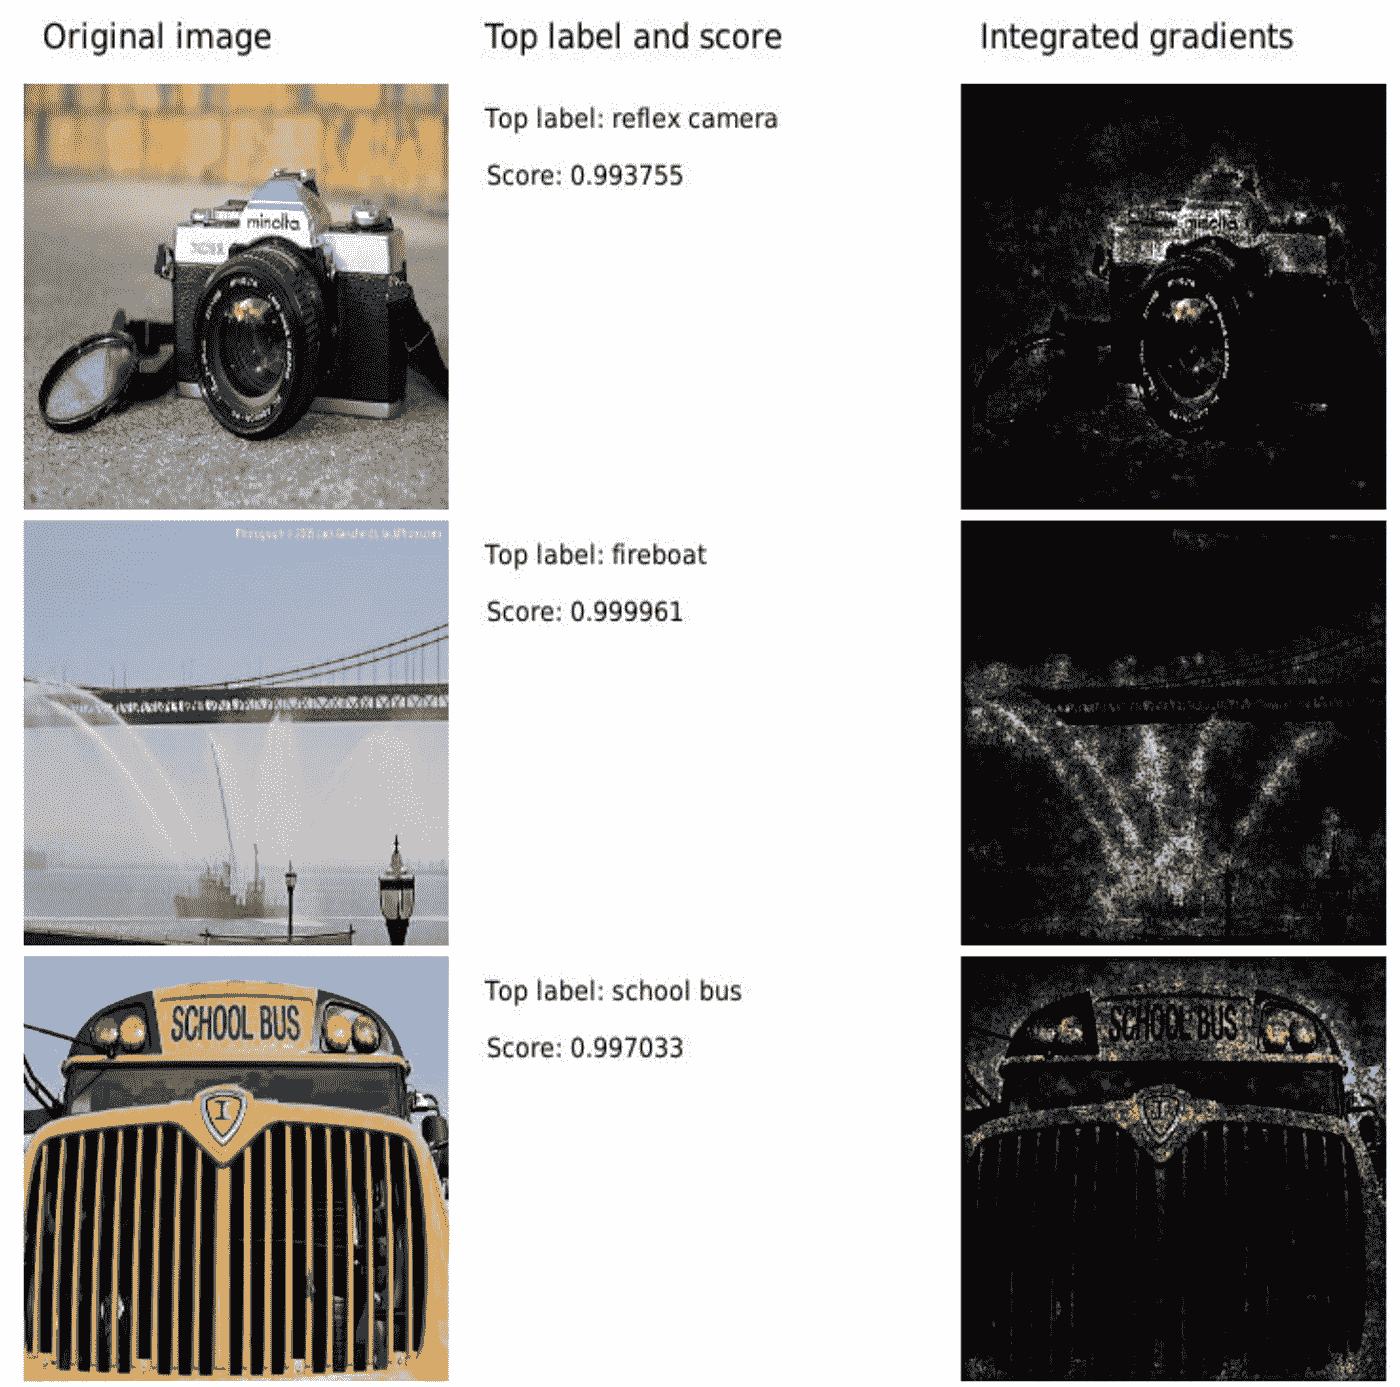 Original image
Top label and score
Integrated gradients
Top label: reflex camera
Score: 0.993755
minolta
minolta
Top label: fireboat
Score: 0.999961
Top label: school bus
Score: 0.997033
SCHOOL BUS
SCHOOL BUS
I